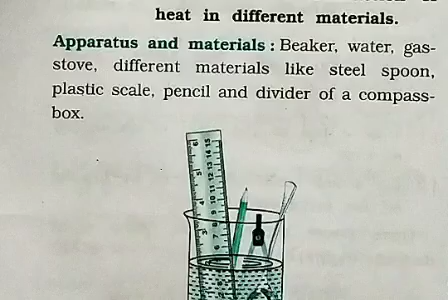 heat in different materials.
Apparatus and materials : Beaker, water, gas-
stove, different materials like steel spoon,
plastic scale, pencil and divider of a compass-
box.